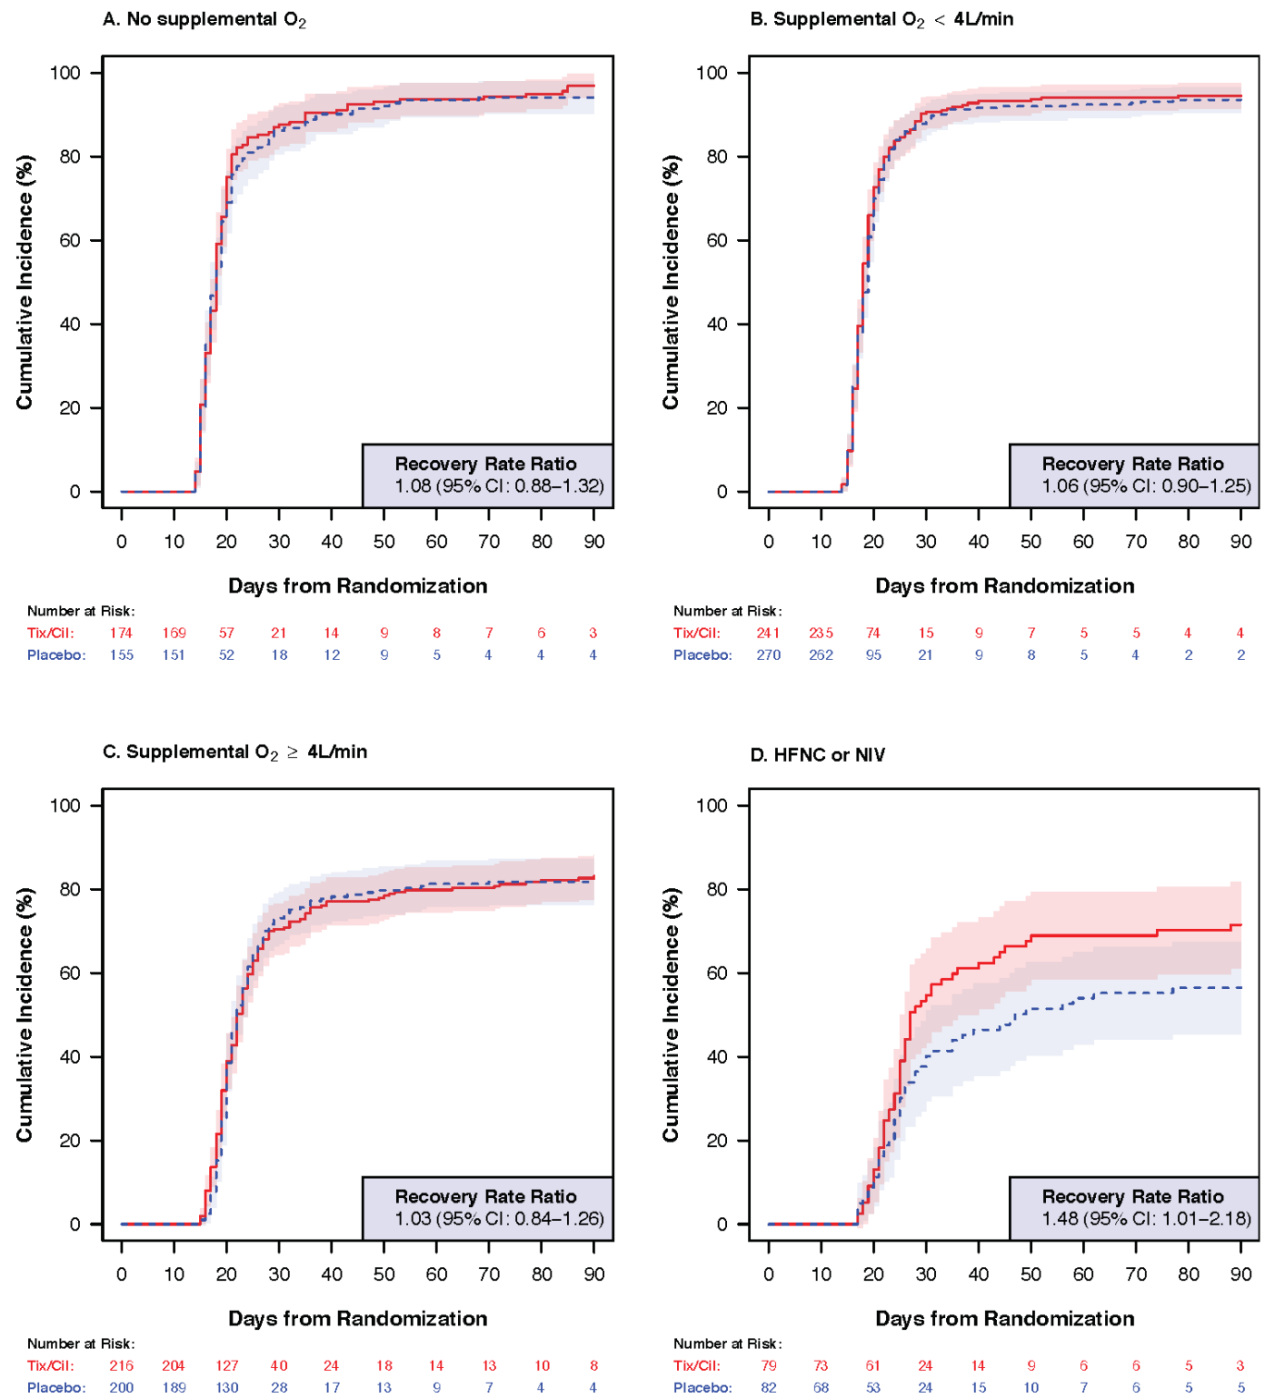 A. No supplemental O2
Cumulative Incidence (%)
100
80
60
40
20
0
Recovery Rate Ratio
1.08 (95% CI: 0.88–1.32)
0 10 20 30 40 50 60 70 80 90
Days from Randomization
Number at Risk:
Tix/Cil: 174 169 57 21 14 9 8 7 6 3
Placebo: 155 151 52 18 12 9 5 4 4 4
B. Supplemental O2 < 4L/min
Cumulative Incidence (%)
100
80
60
40
20
0
Recovery Rate Ratio
1.06 (95% CI: 0.90–1.25)
0 10 20 30 40 50 60 70 80 90
Days from Randomization
Number at Risk:
Tix/Cil: 241 235 74 15 9 7 5 5 4 4
Placebo: 270 262 95 21 9 8 5 4 2 2
C. Supplemental O2 ≥ 4L/min
Cumulative Incidence (%)
100
80
60
40
20
0
Recovery Rate Ratio
1.03 (95% CI: 0.84–1.26)
0 10 20 30 40 50 60 70 80 90
Days from Randomization
Number at Risk:
Tix/Cil: 216 204 127 40 24 18 14 13 10 8
Placebo: 200 189 130 28 17 13 9 7 4 4
D. HFNC or NIV
Cumulative Incidence (%)
100
80
60
40
20
0
Recovery Rate Ratio
1.48 (95% CI: 1.01–2.18)
0 10 20 30 40 50 60 70 80 90
Days from Randomization
Number at Risk:
Tix/Cil: 79 73 61 24 14 9 6 6 5 3
Placebo: 82 68 53 24 15 10 7 6 5 5